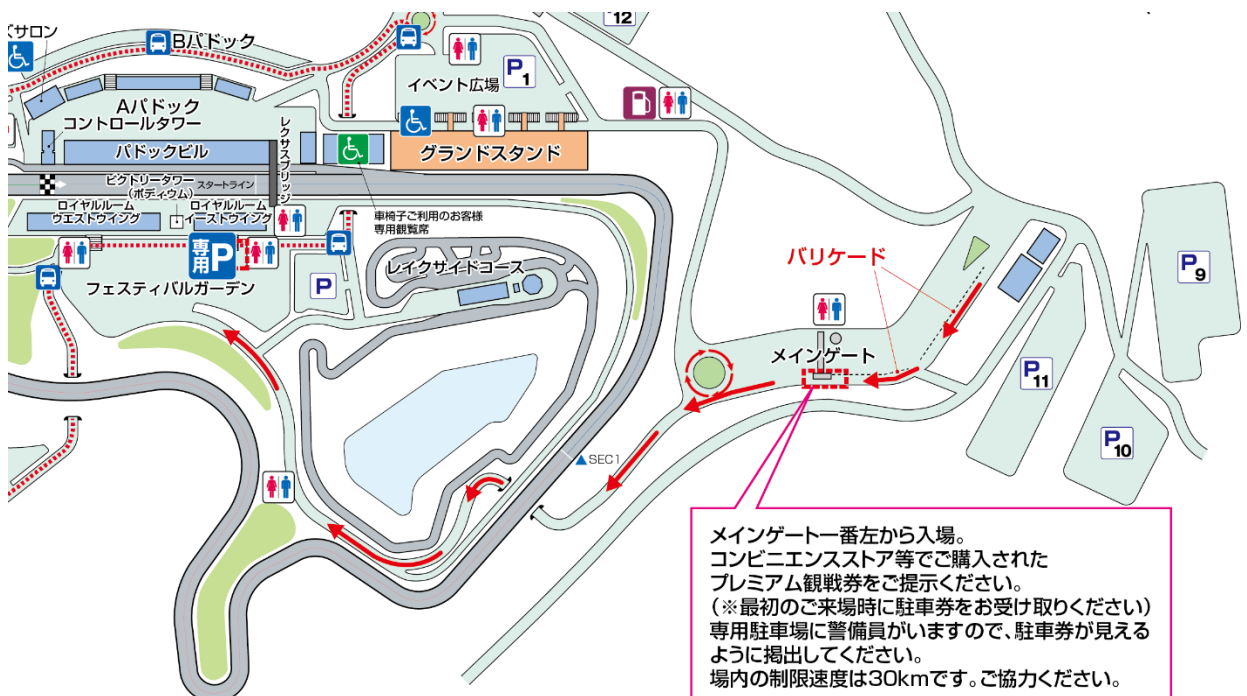 12
ズサロン
Bパドック
P1
イベント広場
Aパドック
コントロールタワー
パドックビル
レクサスブリッジ
グランドスタンド
ビクトリータワー
(ポディウム)
スタートライン
ロイヤルルーム
ウエストウイング
ロイヤルルーム
イーストウイング
車椅子ご利用のお客様
専用観覧席
専用P
P
レイクサイドコース
フェスティバルガーデン
バリケード
P9
メインゲート
P11
P10
▲SEC1
メインゲート一番左から入場。
コンビニエンスストア等でご購入された
プレミアム観戦券をご提示ください。
(※最初のご来場時に駐車券をお受け取りください)
専用駐車場に警備員がいますので、駐車券が見える
ように掲出してください。
場内の制限速度は30kmです。ご協力ください。